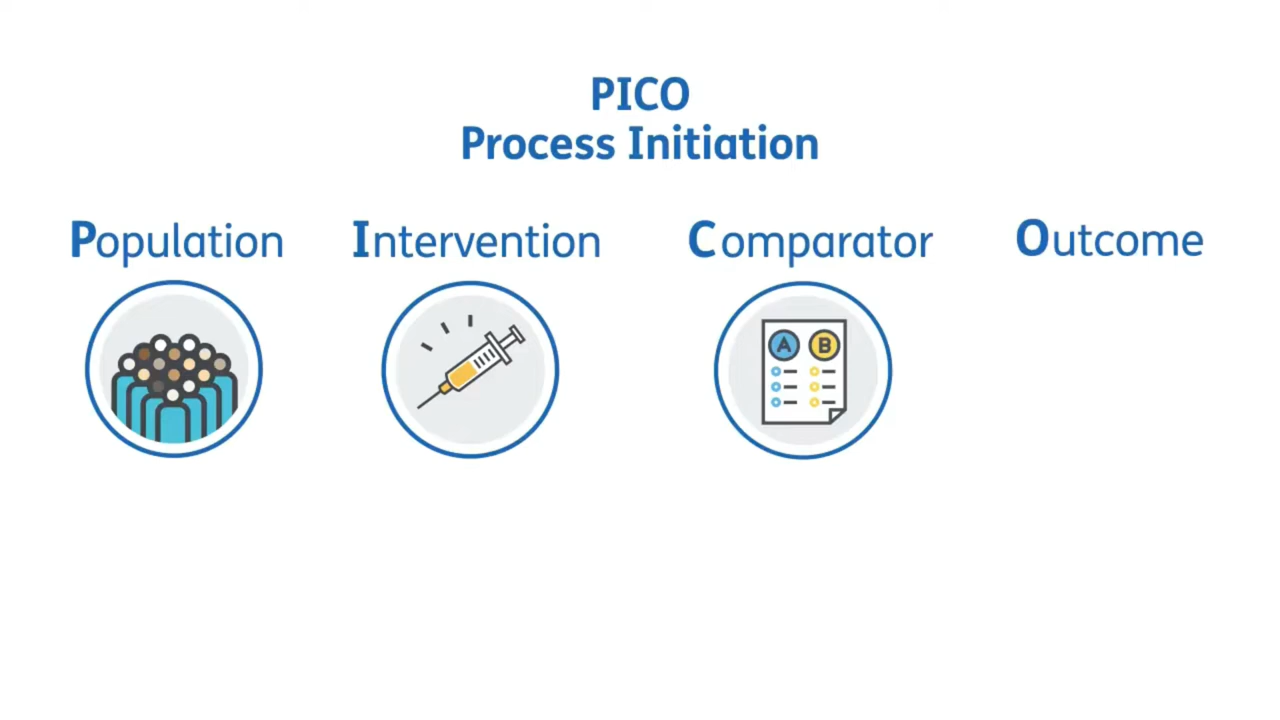 PICO
Process Initiation
Population
Intervention
Comparator
Outcome
A B